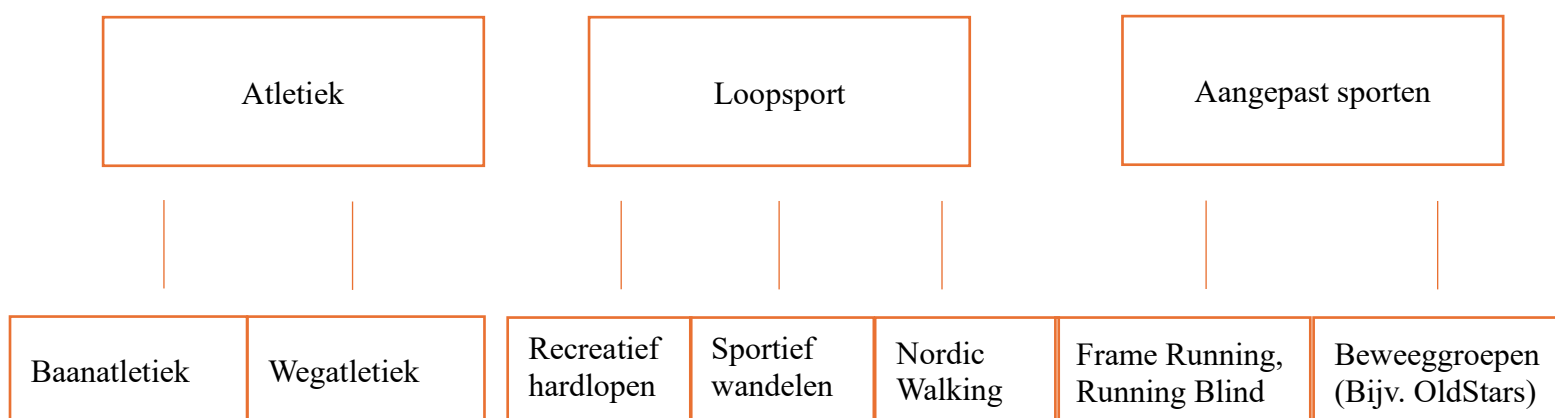 Atletiek
Loopsport
Aangepast sporten
Baanatletiek
Wegatletiek
Recreatief
hardlopen
Sportief
wandelen
Nordic
Walking
Frame Running,
Running Blind
Beweeggroepen
(Bijv. OldStars)